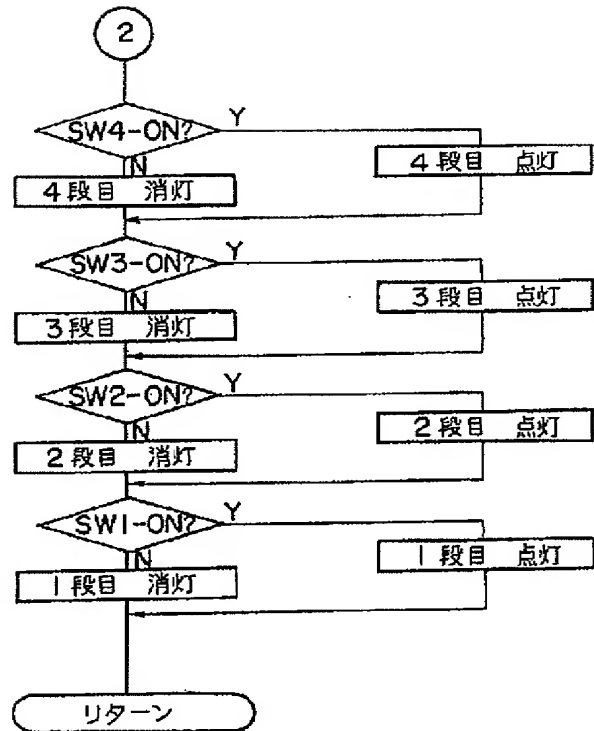 2
SW4-ON?
Y
N
4段目 消灯
4段目 点灯
SW3-ON?
Y
N
3段目 消灯
3段目 点灯
SW2-ON?
Y
N
2段目 消灯
2段目 点灯
SW1-ON?
Y
N
1段目 消灯
1段目 点灯
リターン